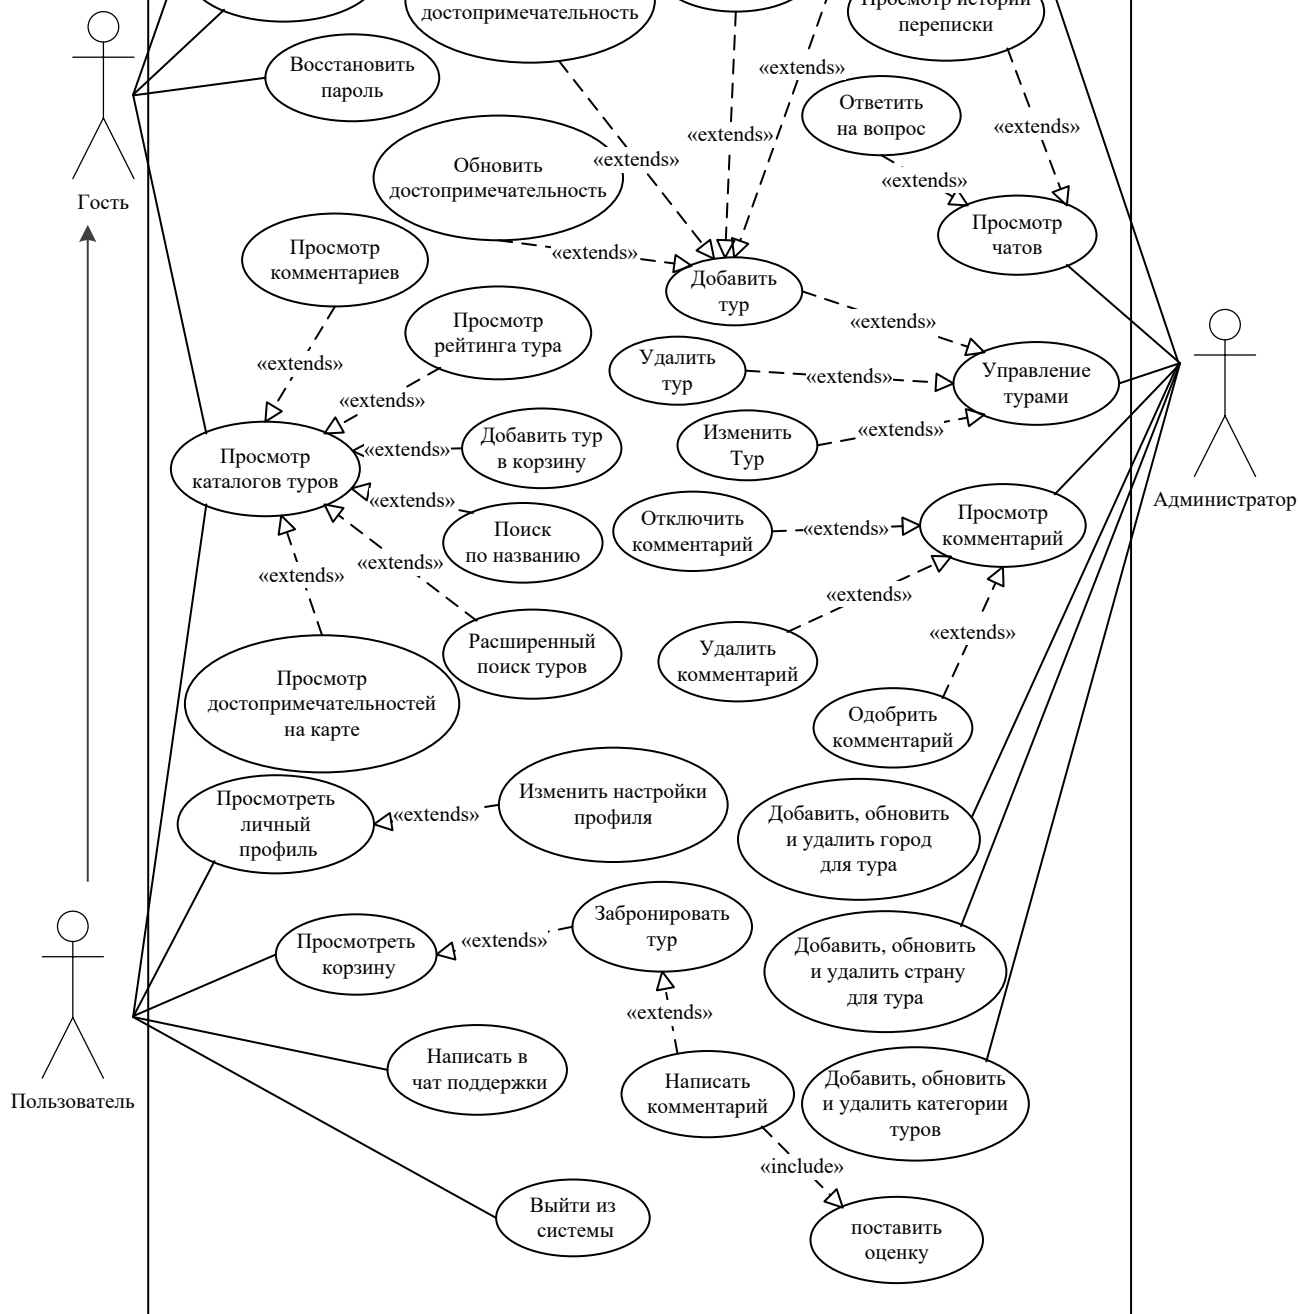 достопримечательность
Просмотр истории
переписки
«extends»
Восстановить
пароль
Ответить
на вопрос
«extends»
«extends»
«extends»
Обновить
достопримечательность
«extends»
Гость
Просмотр
чатов
Просмотр
комментариев
«extends»
Добавить
тур
Просмотр
рейтинга тура
«extends»
«extends»
Удалить
тур
«extends»
Управление
турами
«extends»
Добавить тур
в корзину
«extends»
Изменить
Тур
«extends»
Просмотр
каталогов туров
«extends»
Администратор
Поиск
по названию
Отключить
комментарий
«extends»
Просмотр
комментарий
«extends»
«extends»
«extends»
Расширенный
поиск туров
Удалить
комментарий
«extends»
Просмотр
достопримечательностей
на карте
Одобрить
комментарий
Просмотреть
личный
профиль
«extends»
Изменить настройки
профиля
Добавить, обновить
и удалить город
для тура
Просмотреть
корзину
«extends»
Забронировать
тур
Добавить, обновить
и удалить страну
для тура
«extends»
Пользователь
Написать в
чат поддержки
Написать
комментарий
Добавить, обновить
и удалить категории
туров
«include»
Выйти из
системы
поставить
оценку